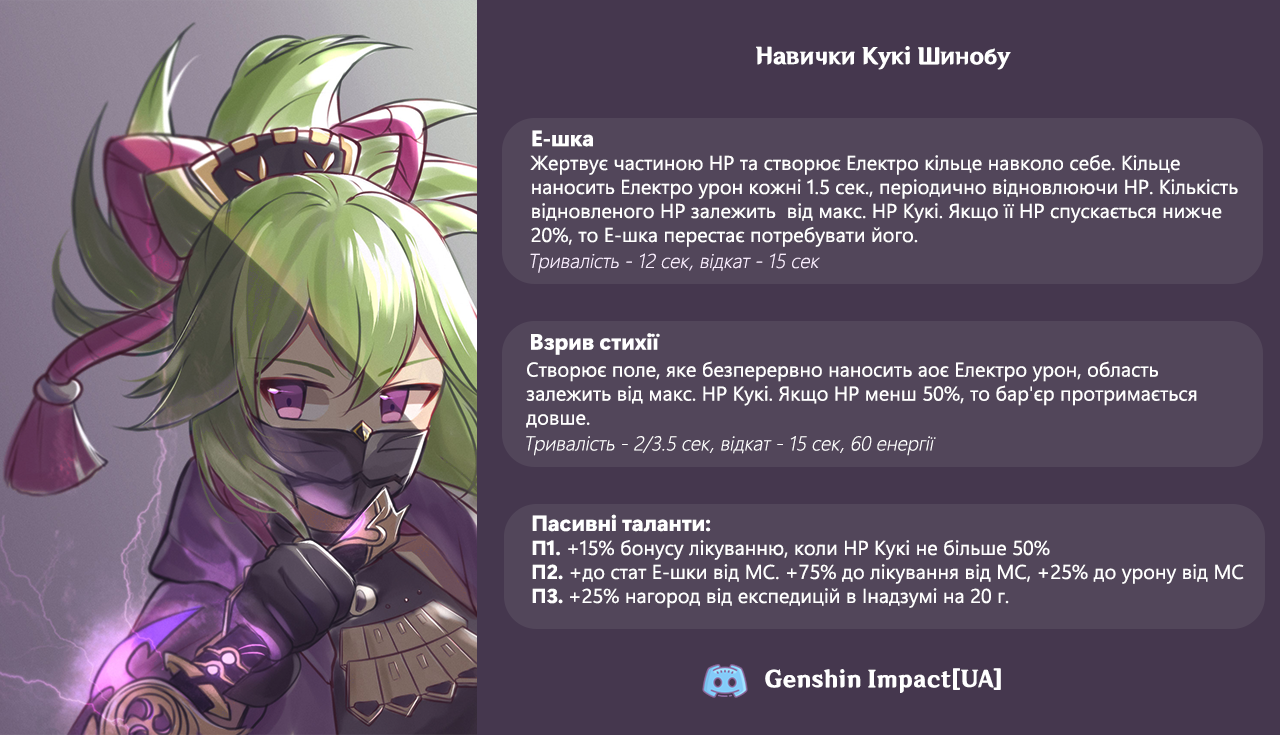 Навички Кукі Шинобу
Е-шка
Жертвує частиною HP та створює Електро кільце навколо себе. Кільце
наносить Електро урон кожні 1.5 сек., періодично відновлюючи HP. Кількість
відновленого HP залежить від макс. HP Кукі. Якщо її HP спускається нижче
20%, то Е-шка перестає потребувати його.
Тривалість - 12 сек, відкат - 15 сек
Взрив стихії
Створює поле, яке безперервно наносить аоє Електро урон, область
залежить від макс. HP Кукі. Якщо HP менш 50%, то бар'єр протримається
довше.
Тривалість - 2/3.5 сек, відкат - 15 сек, 60 енергії
Пасивні таланти:
П1. +15% бонусу лікуванню, коли HP Кукі не більше 50%
П2. +до стат Е-шки від МС. +75% до лікування від МС, +25% до урону від МС
П3. +25% нагород від експедицій в Інадзумі на 20 г.
Genshin Impact[UA]